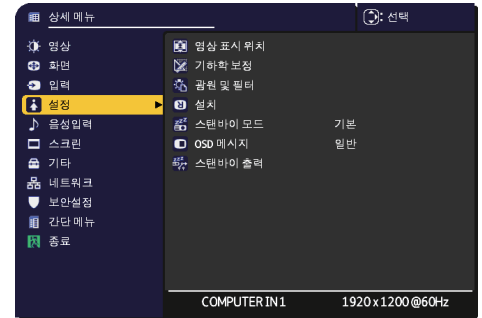 상세 메뉴 : 선택
영상
화면
입력
설정
음성입력
스크린
기타
네트워크
보안설정
간단 메뉴
종료
영상 표시 위치
기하학 보정
광원 및 필터
설치
스탠바이 모드 기본
OSD 메시지 일반
스탠바이 출력
COMPUTER IN 1 1920 x 1200 @60Hz